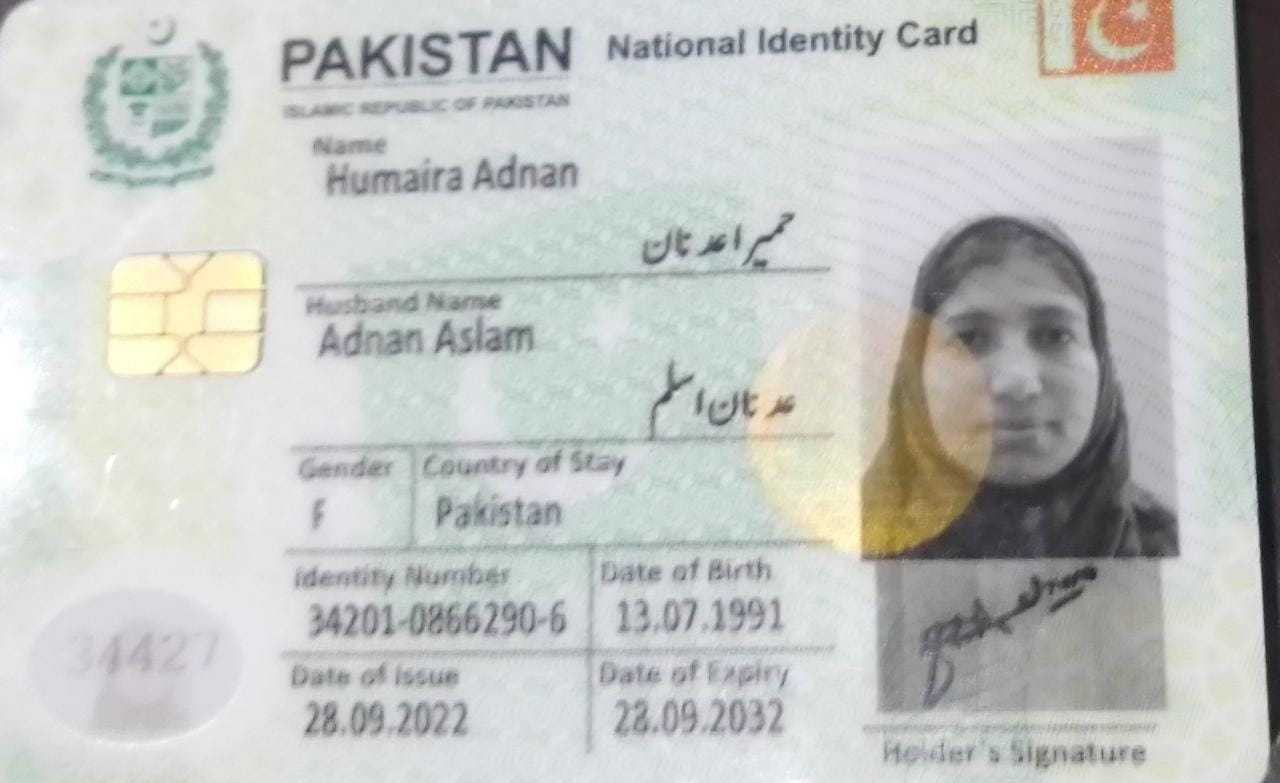 PAKISTAN National Identity Card
ISLAMIC REPUBLIC OF PAKISTAN
Name
Humaira Adnan
حمیرا عدنان
Husband Name
Adnan Aslam
عدنان اسلم
Gender Country of Stay
F Pakistan
Identity Number Date of Birth
34201-0866290-6 13.07.1991
Date of Issue Date of Expiry
28.09.2022 28.09.2032
34427
Holder's Signature